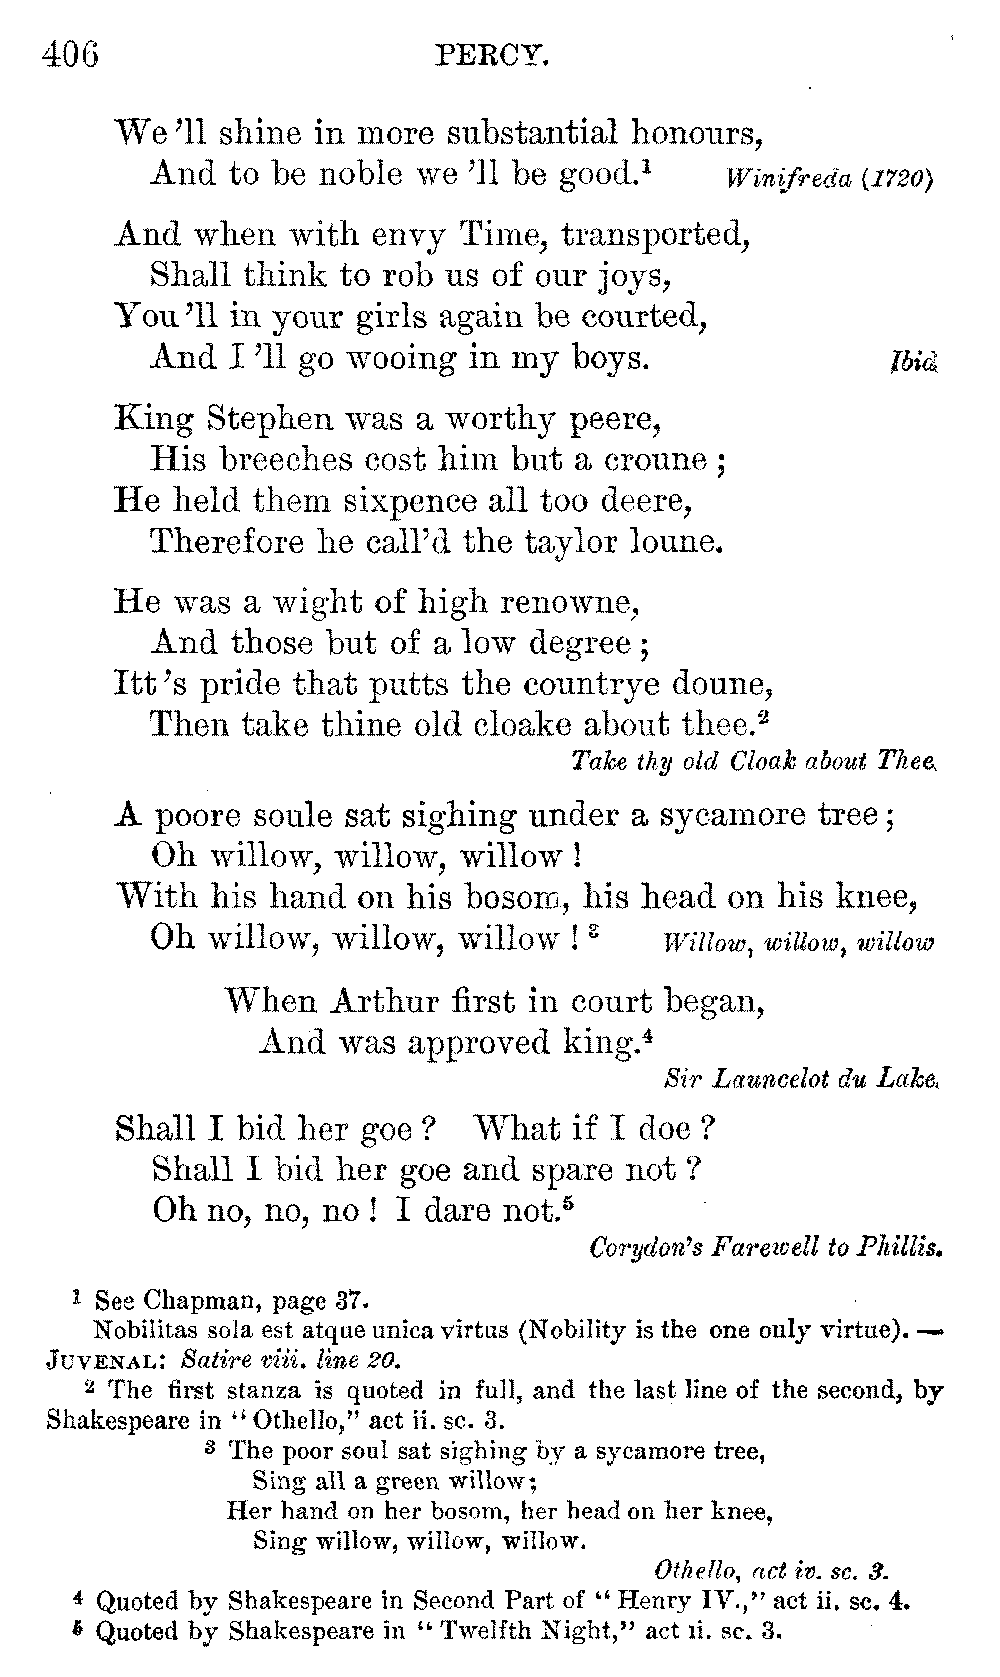 406 PERCY.
We 'll shine in more substantial honours,
And to be noble we 'll be good.¹ Winifreda (1720)
And when with envy Time, transported,
Shall think to rob us of our joys,
You 'll in your girls again be courted,
And I 'll go wooing in my boys. Ibid.
King Stephen was a worthy peere,
His breeches cost him but a croune ;
He held them sixpence all too deere,
Therefore he call'd the taylor loune.
He was a wight of high renowne,
And those but of a low degree ;
Itt 's pride that putts the countrye doune,
Then take thine old cloake about thee.²
Take thy old Cloak about Thee.
A poore soule sat sighing under a sycamore tree ;
Oh willow, willow, willow !
With his hand on his bosom, his head on his knee,
Oh willow, willow, willow ! ³ Willow, willow, willow
When Arthur first in court began,
And was approved king.⁴
Sir Launcelot du Lake.
Shall I bid her goe ? What if I doe ?
Shall I bid her goe and spare not ?
Oh no, no, no ! I dare not.⁵
Corydon's Farewell to Phillis.
¹ See Chapman, page 37.
Nobilitas sola est atque unica virtus (Nobility is the one only virtue). —
JUVENAL: Satire viii. line 20.
² The first stanza is quoted in full, and the last line of the second, by
Shakespeare in "Othello," act ii. sc. 3.
³ The poor soul sat sighing by a sycamore tree,
Sing all a green willow;
Her hand on her bosom, her head on her knee,
Sing willow, willow, willow.
Othello, act iv. sc. 3.
⁴ Quoted by Shakespeare in Second Part of "Henry IV.," act ii. sc. 4.
⁵ Quoted by Shakespeare in "Twelfth Night," act ii. sc. 3.